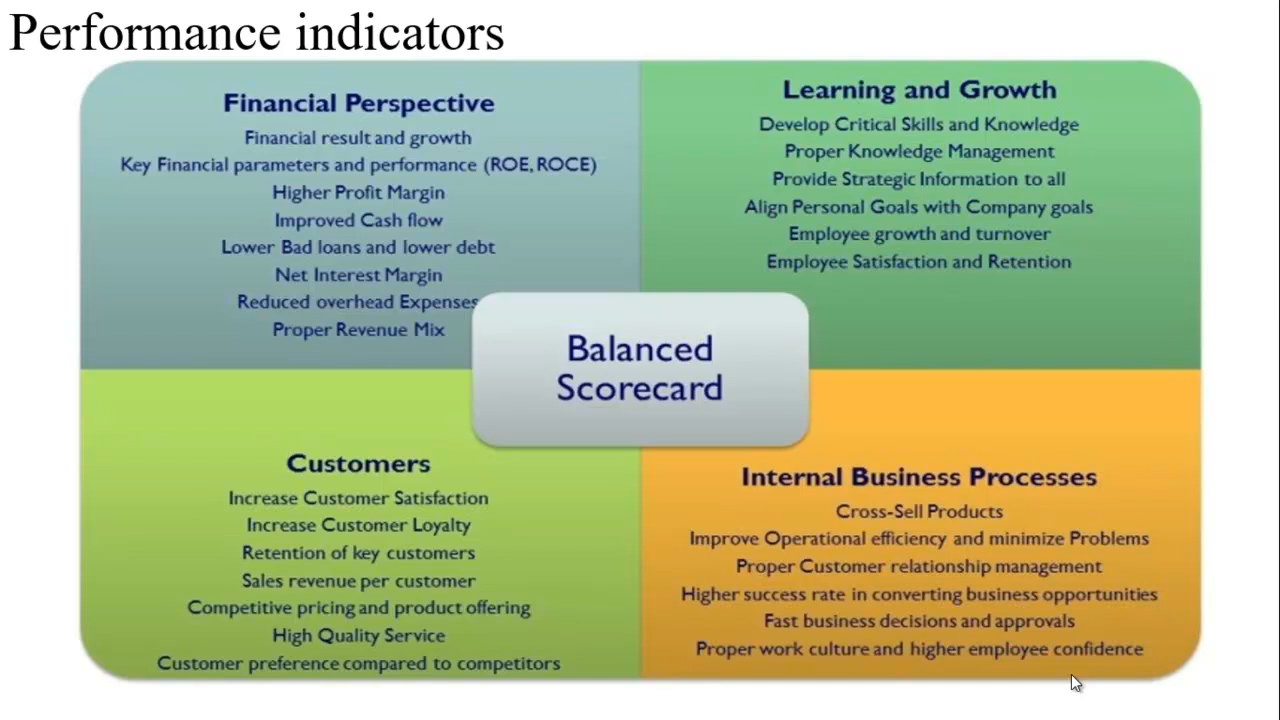 Performance indicators
Financial Perspective
Financial result and growth
Key Financial parameters and performance (ROE, ROCE)
Higher Profit Margin
Improved Cash flow
Lower Bad loans and lower debt
Net Interest Margin
Reduced overhead Expenses
Proper Revenue Mix
Learning and Growth
Develop Critical Skills and Knowledge
Proper Knowledge Management
Provide Strategic Information to all
Align Personal Goals with Company goals
Employee growth and turnover
Employee Satisfaction and Retention
Balanced
Scorecard
Customers
Increase Customer Satisfaction
Increase Customer Loyalty
Retention of key customers
Sales revenue per customer
Competitive pricing and product offering
High Quality Service
Customer preference compared to competitors
Internal Business Processes
Cross-Sell Products
Improve Operational efficiency and minimize Problems
Proper Customer relationship management
Higher success rate in converting business opportunities
Fast business decisions and approvals
Proper work culture and higher employee confidence